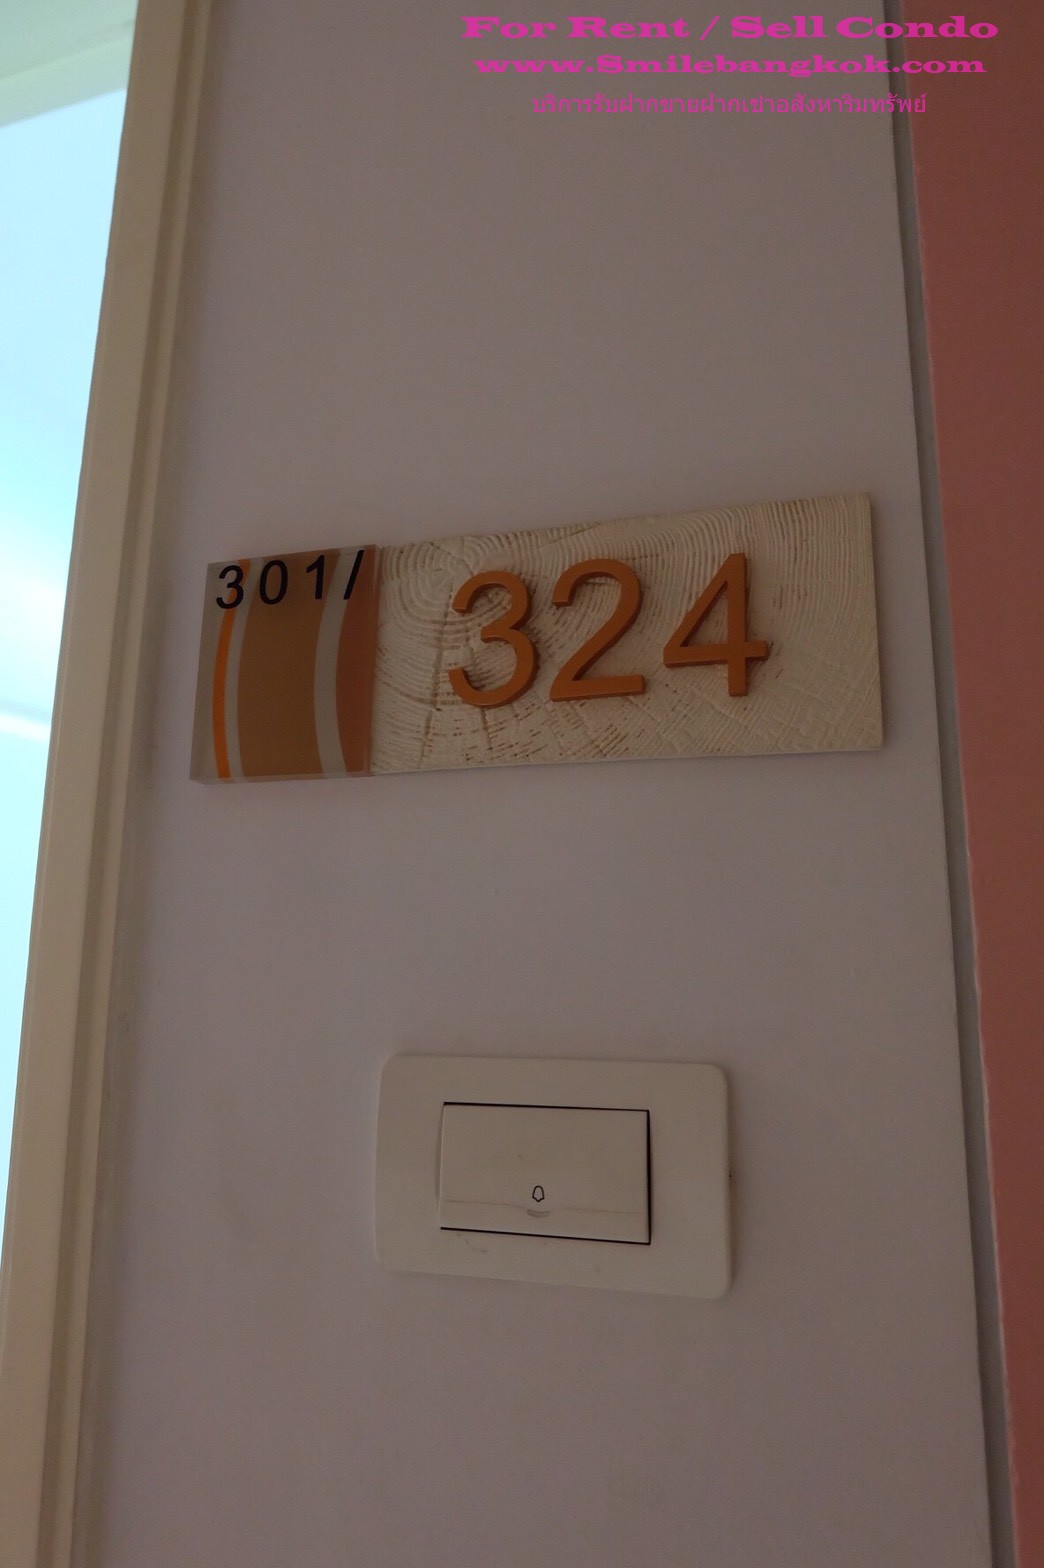 For Rent / Sell Condo
www.Smilebangkok.com
บริการรับฝากขายฝากเช่าอสังหาริมทรัพย์
301/ 324